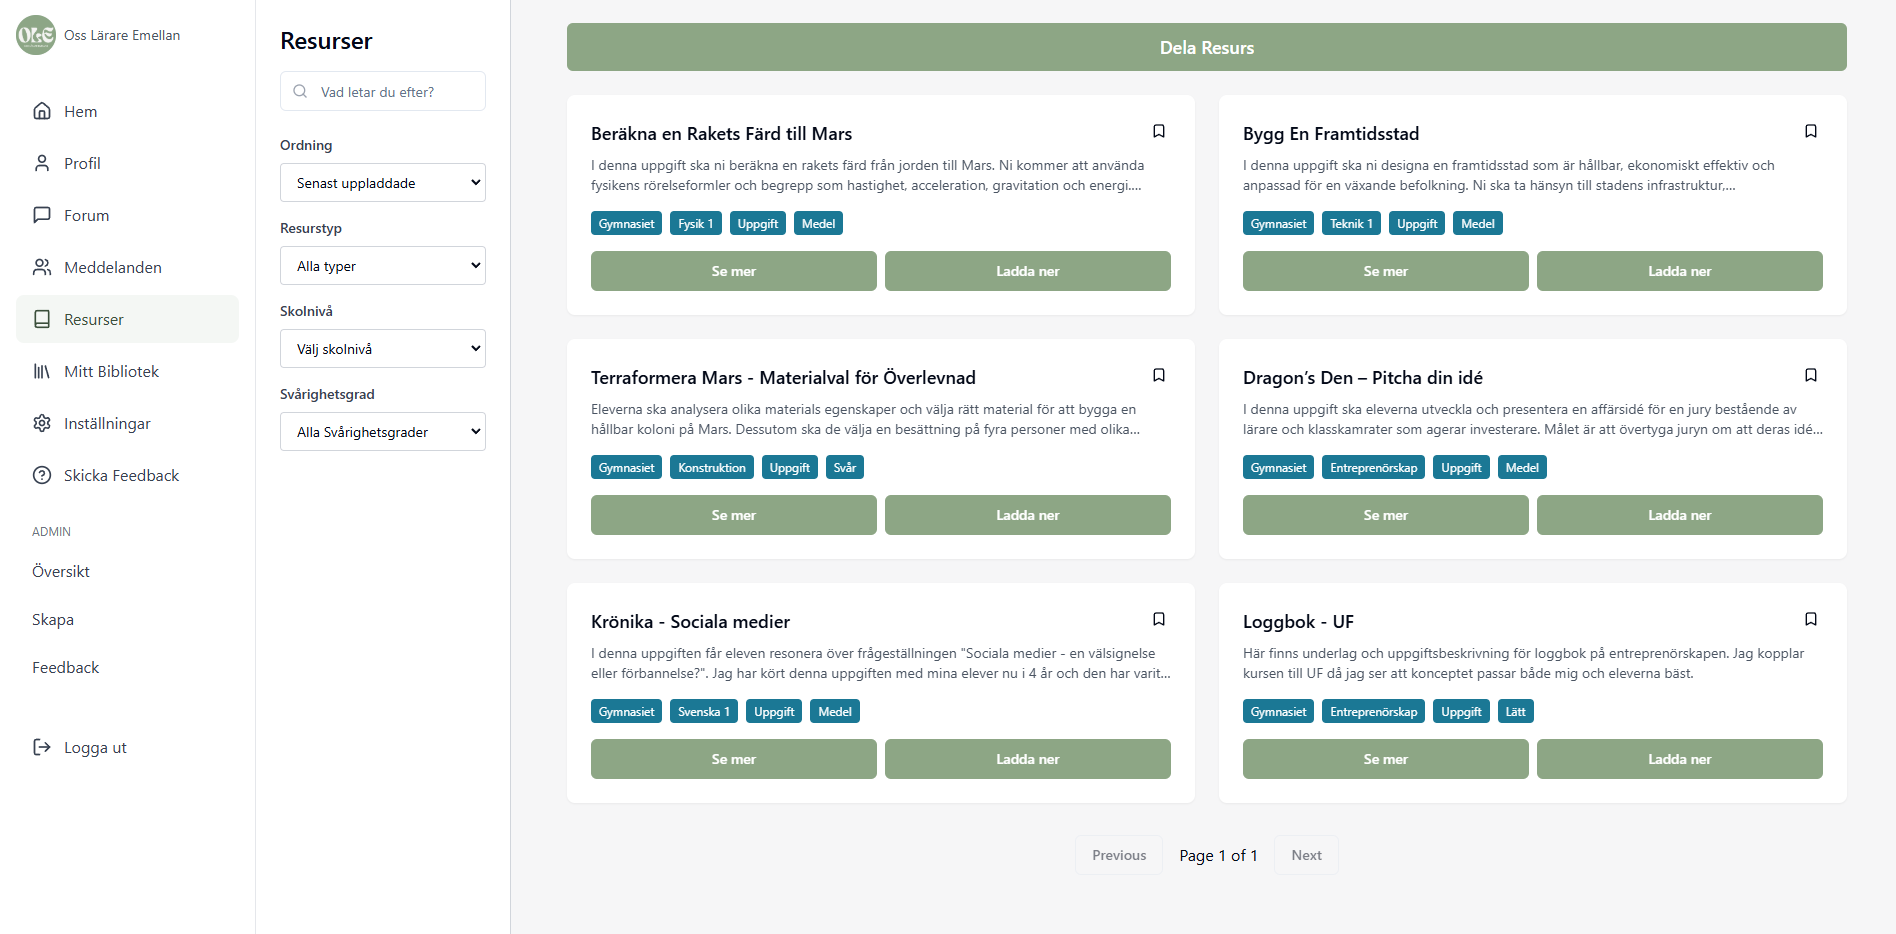 OLE
Oss Lärare Emellan
Hem
Profil
Forum
Meddelanden
Resurser
Mitt Bibliotek
Inställningar
Skicka Feedback
ADMIN
Översikt
Skapa
Feedback
Logga ut
Resurser
Vad letar du efter?
Ordning
Senast uppladdade
Resurstyp
Alla typer
Skolnivå
Välj skolnivå
Svårighetsgrad
Alla Svårighetsgrader
Dela Resurs
Beräkna en Rakets Färd till Mars
I denna uppgift ska ni beräkna en rakets färd från jorden till Mars. Ni kommer att använda
fysikens rörelseformler och begrepp som hastighet, acceleration, gravitation och energi....
Gymnasiet Fysik 1 Uppgift Medel
Se mer Ladda ner
Bygg En Framtidsstad
I denna uppgift ska ni designa en framtidsstad som är hållbar, ekonomiskt effektiv och
anpassad för en växande befolkning. Ni ska ta hänsyn till stadens infrastruktur,...
Gymnasiet Teknik 1 Uppgift Medel
Se mer Ladda ner
Terraformera Mars - Materialval för Överlevnad
Eleverna ska analysera olika materials egenskaper och välja rätt material för att bygga en
hållbar koloni på Mars. Dessutom ska de välja en besättning på fyra personer med olika...
Gymnasiet Konstruktion Uppgift Svår
Se mer Ladda ner
Dragon’s Den – Pitcha din idé
I denna uppgift ska eleverna utveckla och presentera en affärsidé för en jury bestående av
lärare och klasskamrater som agerar investerare. Målet är att övertyga juryn om att deras idé...
Gymnasiet Entreprenörskap Uppgift Medel
Se mer Ladda ner
Krönika - Sociala medier
I denna uppgiften får eleven resonera över frågeställningen "Sociala medier - en välsignelse
eller förbannelse?". Jag har kört denna uppgiften med mina elever nu i 4 år och den har varit...
Gymnasiet Svenska 1 Uppgift Medel
Se mer Ladda ner
Loggbok - UF
Här finns underlag och uppgiftsbeskrivning för loggbok på entreprenörskapen. Jag kopplar
kursen till UF då jag ser att konceptet passar både mig och eleverna bäst.
Gymnasiet Entreprenörskap Uppgift Lätt
Se mer Ladda ner
Previous Page 1 of 1 Next